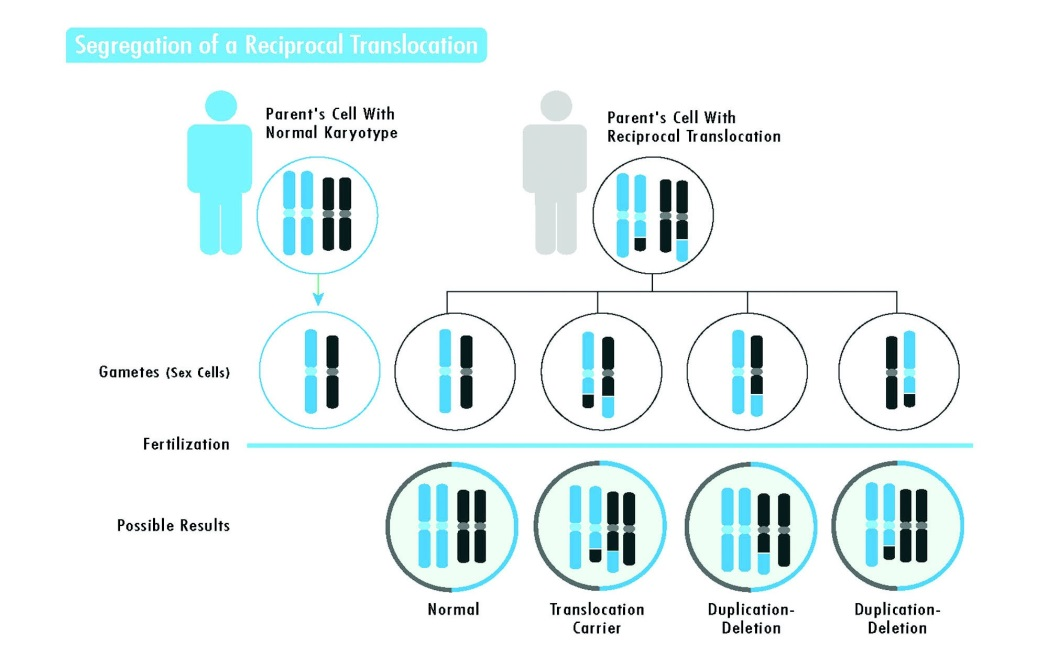 Segregation of a Reciprocal Translocation
Parent's Cell With
Normal Karyotype
Parent's Cell With
Reciprocal Translocation
Gametes (Sex Cells)
Fertilization
Possible Results
Normal
Translocation
Carrier
Duplication-
Deletion
Duplication-
Deletion